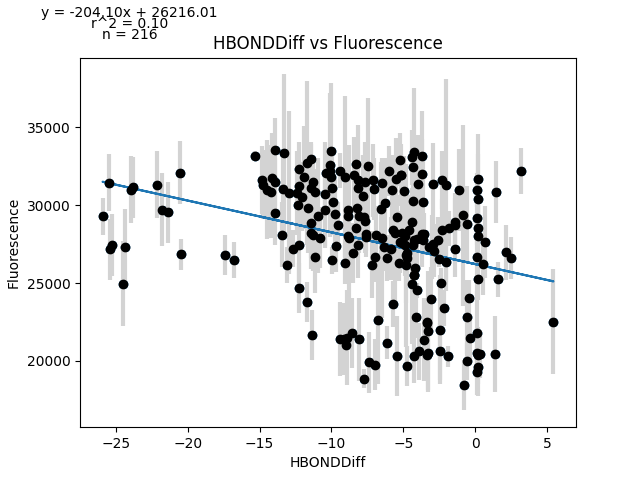 y = -204.10x + 26216.01
r^2 = 0.10
n = 216
HBONDDiff vs Fluorescence
35000
30000
25000
20000
Fluorescence
−25
−20
−15
−10
−5
0
5
HBONDDiff